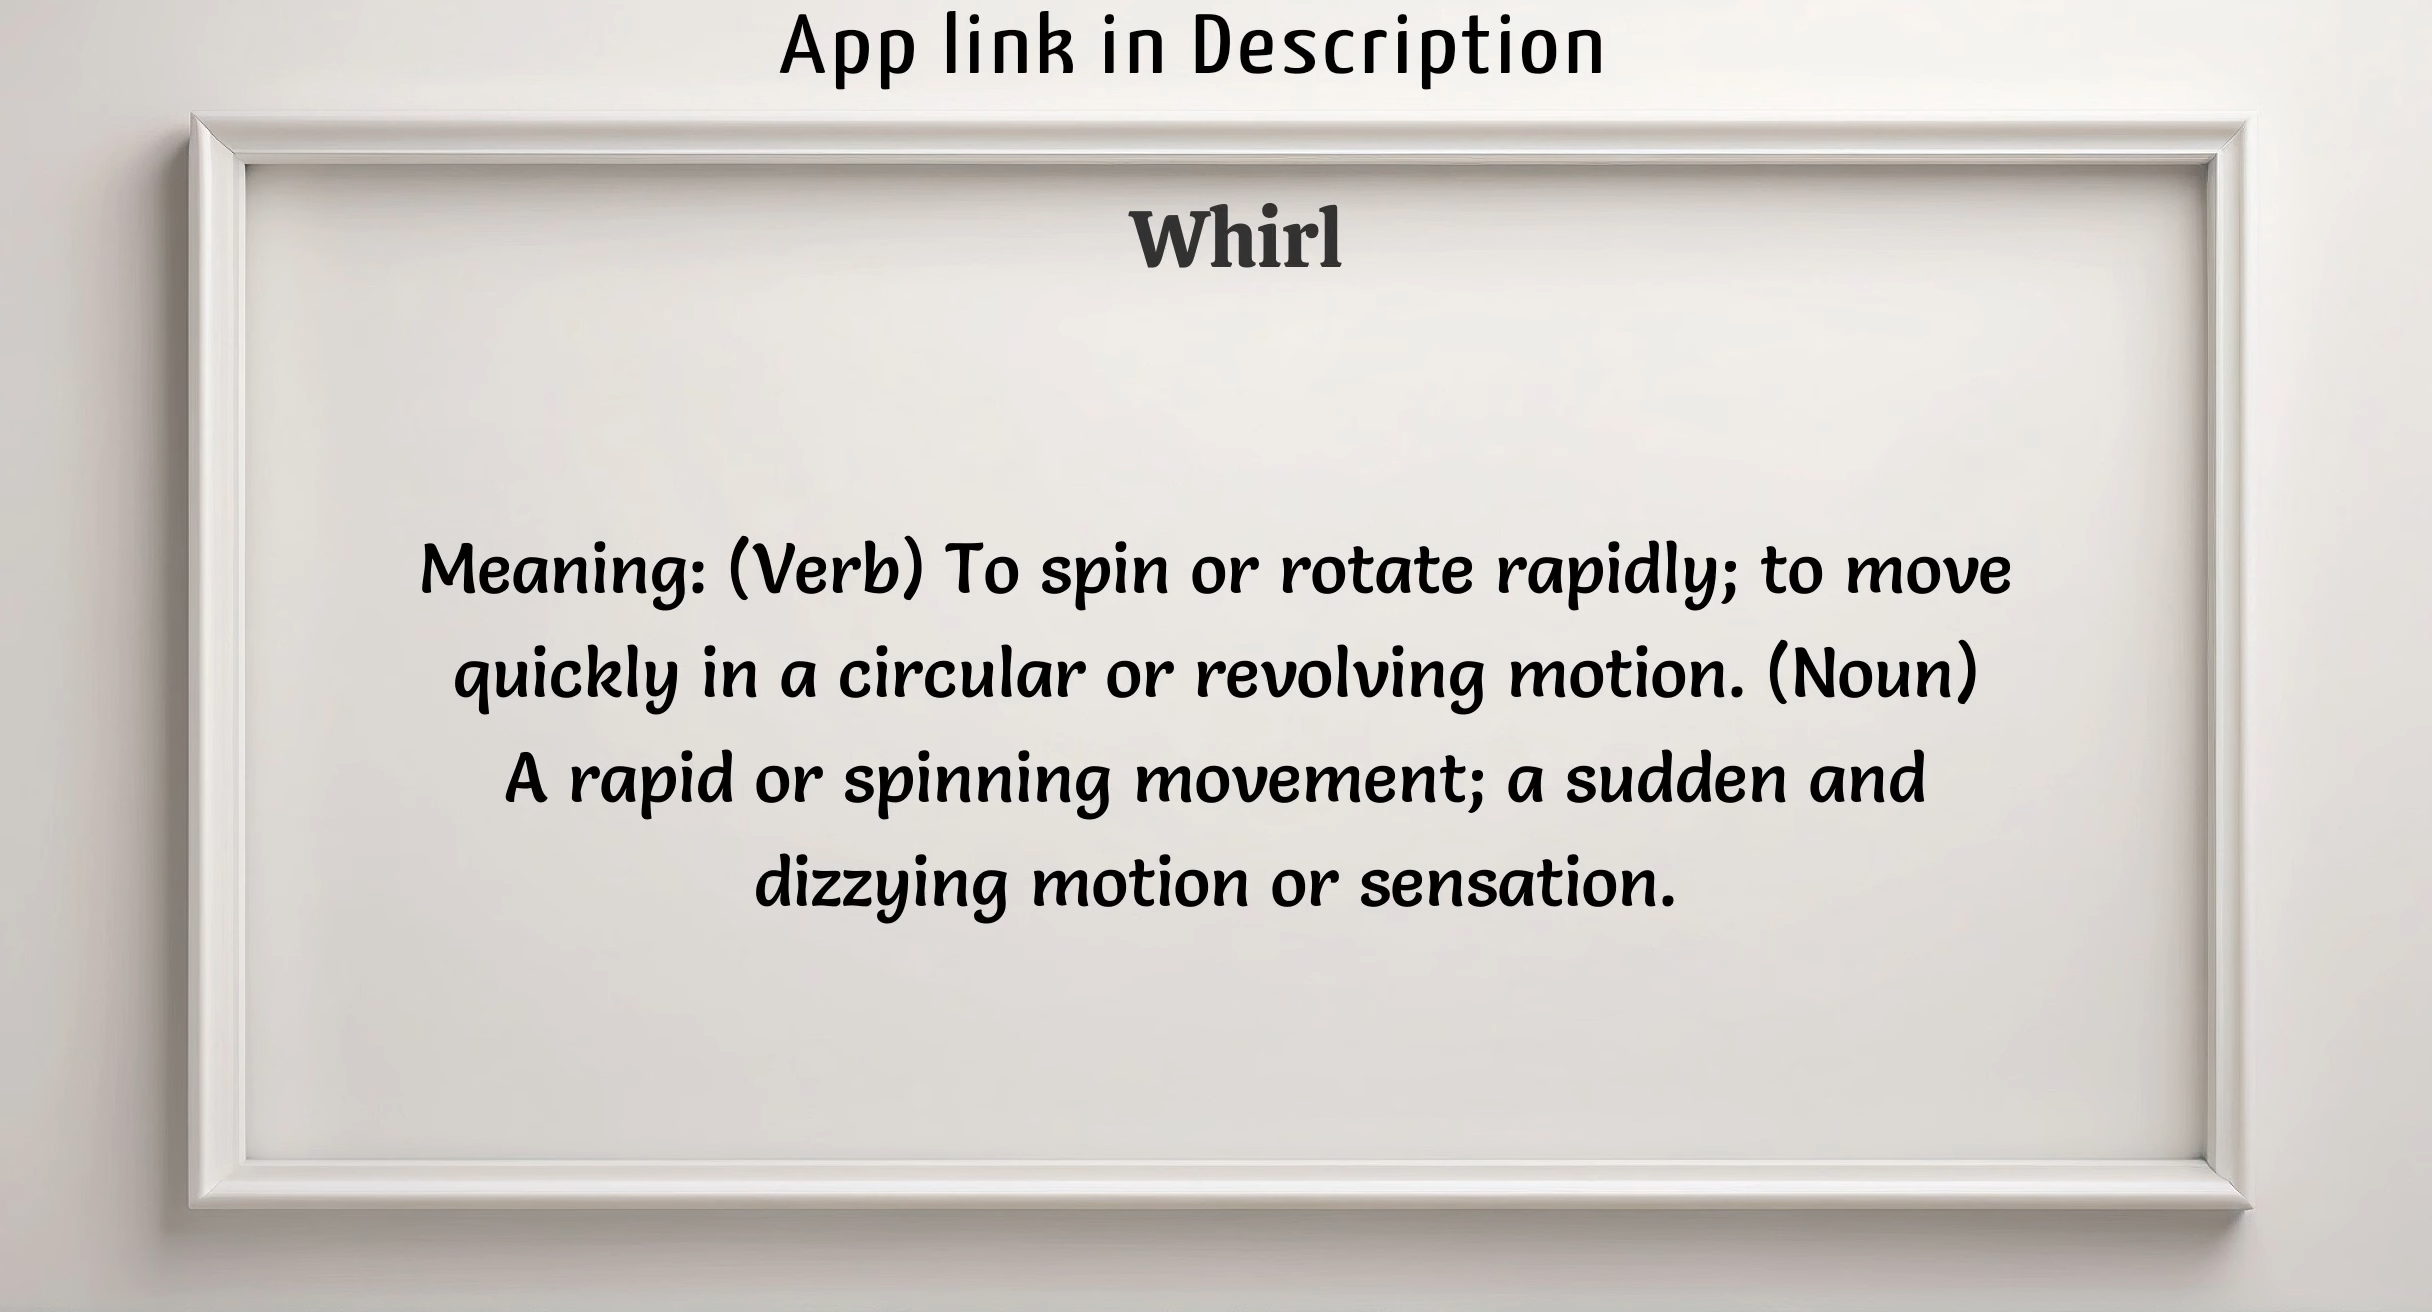 App link in Description
Whirl
Meaning: (Verb) To spin or rotate rapidly; to move
quickly in a circular or revolving motion. (Noun)
A rapid or spinning movement; a sudden and
dizzying motion or sensation.